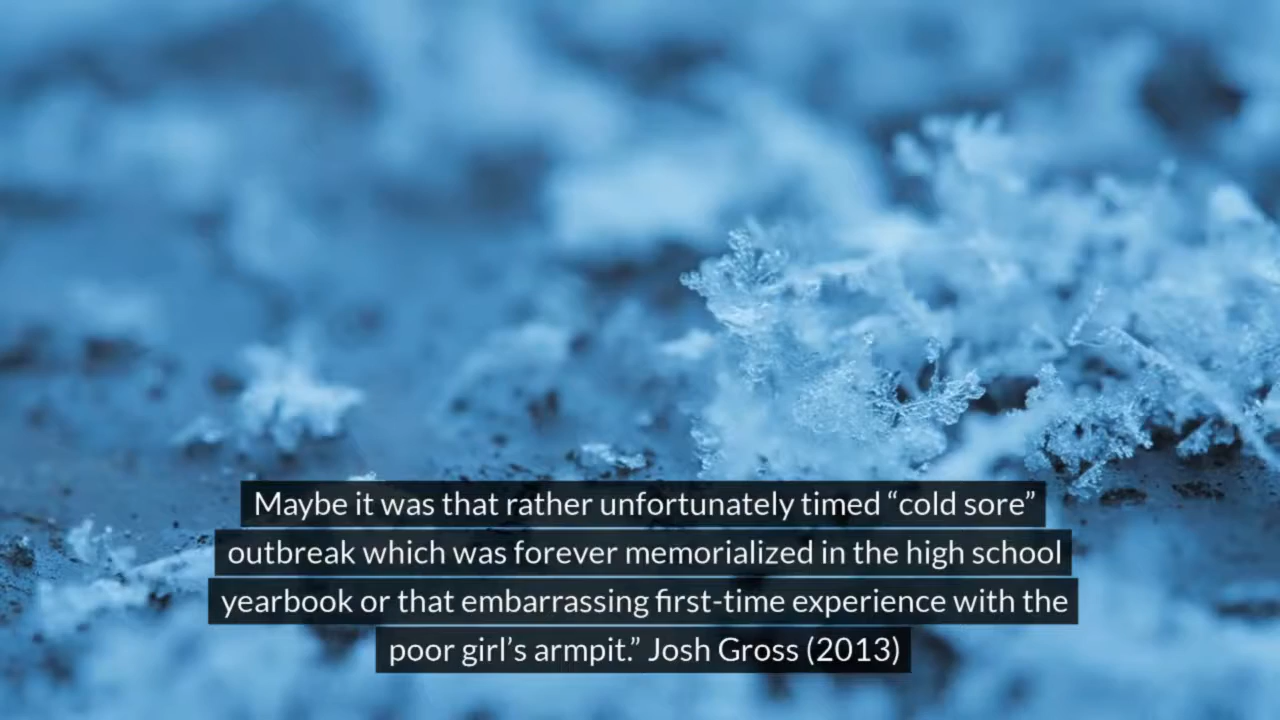 Maybe it was that rather unfortunately timed “cold sore”
outbreak which was forever memorialized in the high school
yearbook or that embarrassing first-time experience with the
poor girl’s armpit.” Josh Gross (2013)